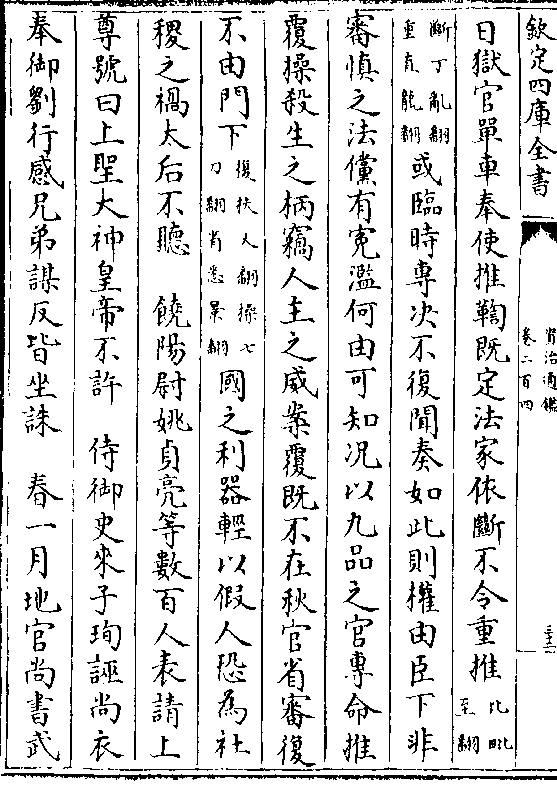 欽定四庫全書
資治通鑑
卷二百四
日獄官單車奉使推鞫既定法家依斷不令重推比毗至翻
斷丁亂翻重直龍翻或臨時專决不復聞奏如此則權由臣下非
審慎之法儻有寃濫何由可知况以九品之官專命推
覆操殺生之柄竊人主之威案覆既不在秋官省審復
不由門下復扶又翻操七刀翻省悉景翻國之利器輕以假人恐為社
稷之禍太后不聽　饒陽尉姚貞亮等數百人表請上
尊號曰上聖大神皇帝不許　侍御史來子珣誣尚衣
奉御劉行感兄弟謀反皆坐誅　春一月地官尚書武